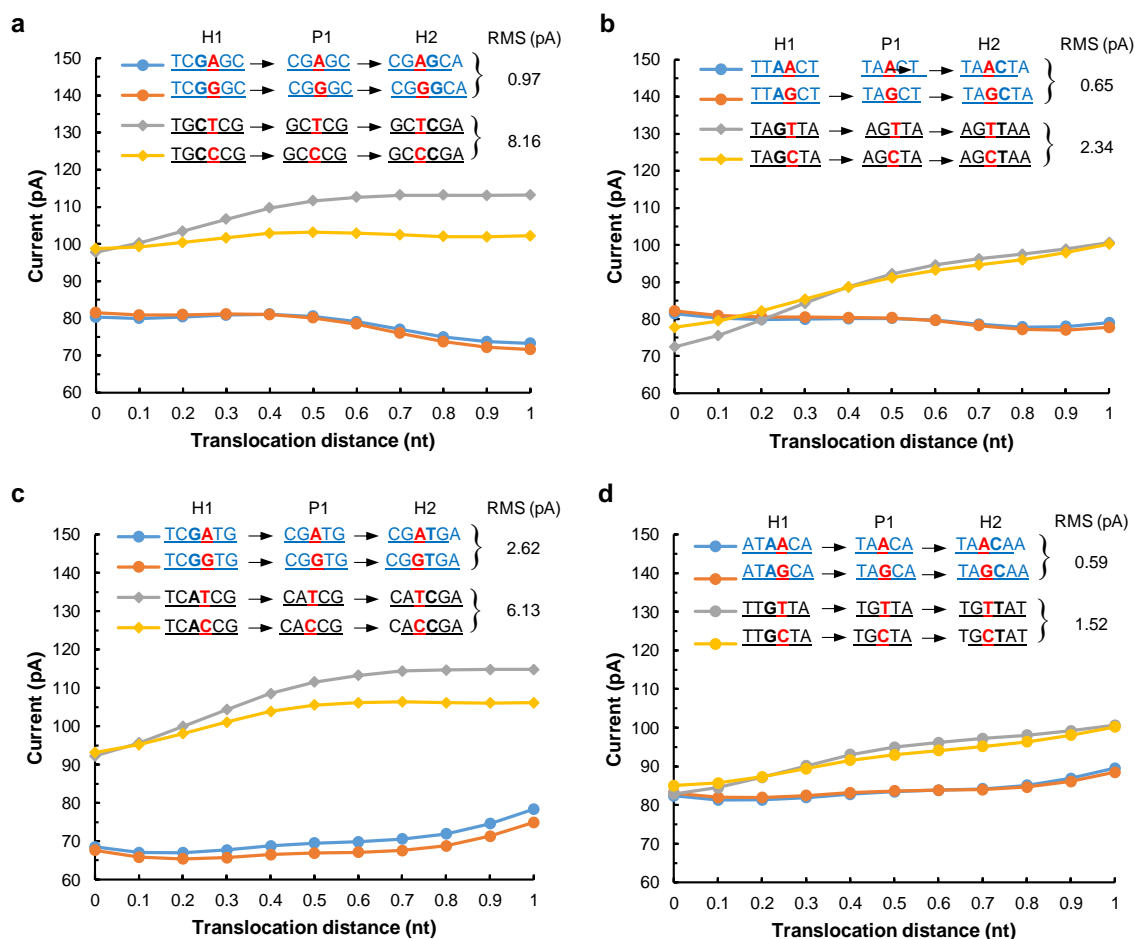 a
H1 P1 H2 RMS (pA)
TCGAGC CGAGC CGAGCA
0.97
TCGGGC CGGGC CGGGCA
TGCTCG GCTCG GCTCGA
8.16
TGCCCG GCCCG GCCCGA
150
140
130
120
110
100
90
80
70
60
Current (pA)
0 0.1 0.2 0.3 0.4 0.5 0.6 0.7 0.8 0.9 1
Translocation distance (nt)
b
H1 P1 H2 RMS (pA)
TTAACT TAACT TAACTA
0.65
TTAGCT TAGCT TAGCTA
TAGTTA AGTTA AGTTAA
2.34
TAGCTA AGCTA AGCTAA
150
140
130
120
110
100
90
80
70
60
Current (pA)
0 0.1 0.2 0.3 0.4 0.5 0.6 0.7 0.8 0.9 1
Translocation distance (nt)
c
H1 P1 H2 RMS (pA)
TCGATG CGATG CGATGA
2.62
TCGGTG CGGTG CGGTGA
TCATCG CATCG CATCGA
6.13
TCACCG CACCG CACCGA
150
140
130
120
110
100
90
80
70
60
Current (pA)
0 0.1 0.2 0.3 0.4 0.5 0.6 0.7 0.8 0.9 1
Translocation distance (nt)
d
H1 P1 H2 RMS (pA)
ATAACA TAACA TAACAA
0.59
ATAGCA TAGCA TAGCAA
TTGTTA TGTTA TGTTAT
1.52
TTGCTA TGCTA TGCTAT
150
140
130
120
110
100
90
80
70
60
Current (pA)
0 0.1 0.2 0.3 0.4 0.5 0.6 0.7 0.8 0.9 1
Translocation distance (nt)